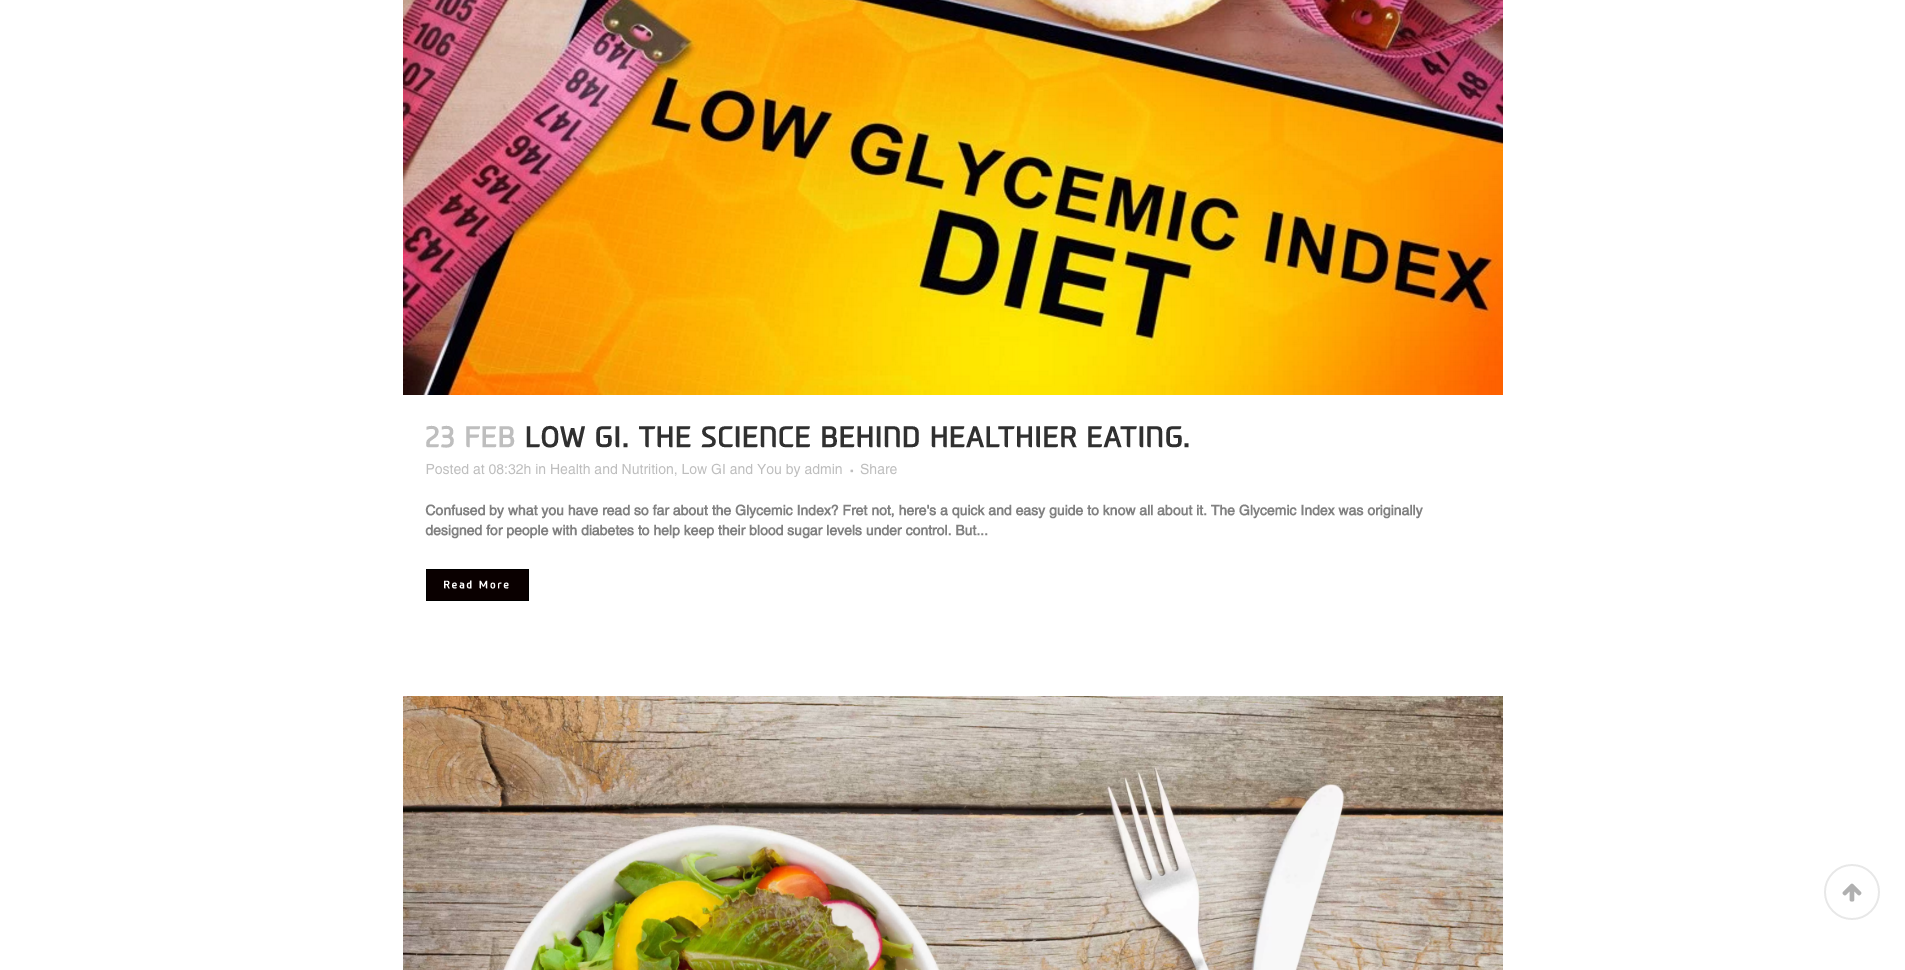 105
106
107
149
148
147
146
145
144
143
47
48
LOW GLYCEMIC INDEX
DIET
23 FEB LOW GI. THE SCIENCE BEHIND HEALTHIER EATING.
Posted at 08:32h in Health and Nutrition, Low GI and You by admin • Share
Confused by what you have read so far about the Glycemic Index? Fret not, here's a quick and easy guide to know all about it. The Glycemic Index was originally
designed for people with diabetes to help keep their blood sugar levels under control. But...
Read More